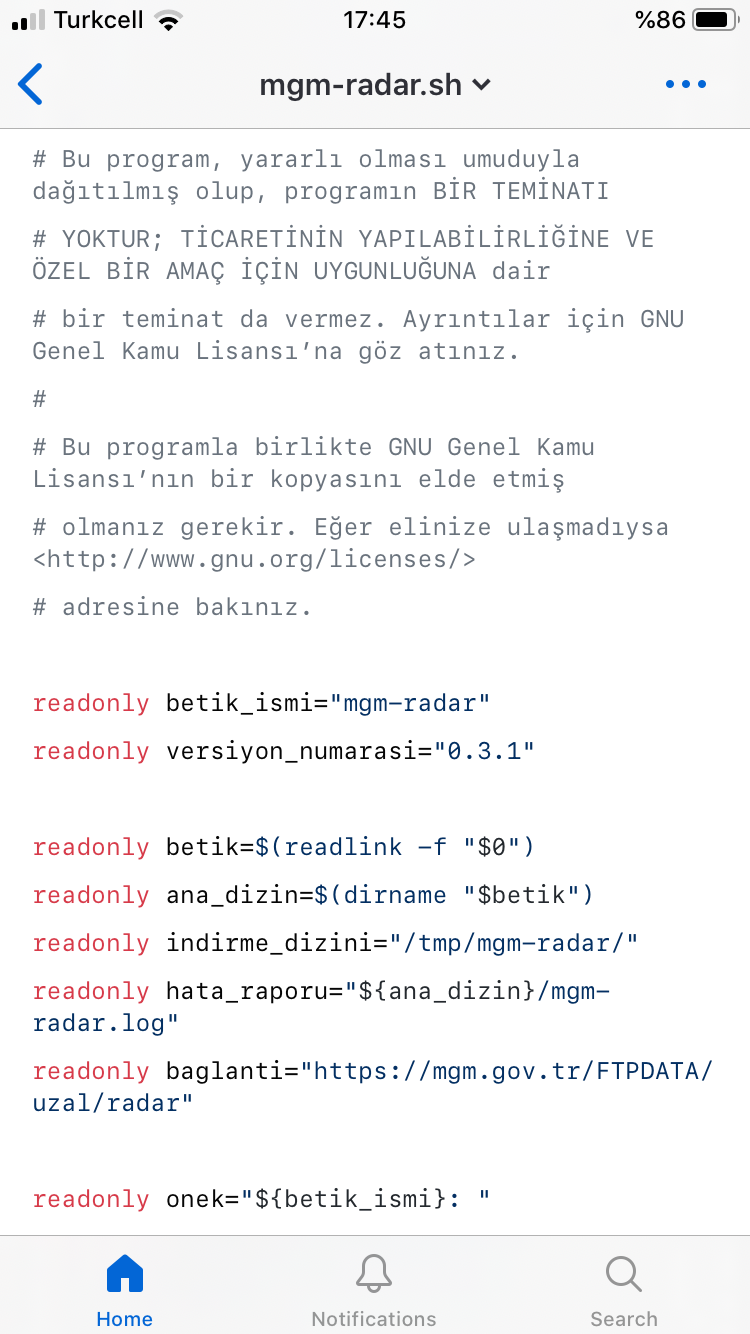 Turkcell 17:45 %86
mgm-radar.sh
# Bu program, yararlı olması umuduyla
dağıtılmış olup, programın BİR TEMİNATI
# YOKTUR; TİCARETİNİN YAPILABİLİRLİĞİNE VE
ÖZEL BİR AMAÇ İÇİN UYGUNLUĞUNA dair
# bir teminat da vermez. Ayrıntılar için GNU
Genel Kamu Lisansı’na göz atınız.
#
# Bu programla birlikte GNU Genel Kamu
Lisansı’nın bir kopyasını elde etmiş
# olmanız gerekir. Eğer elinize ulaşmadıysa
<http://www.gnu.org/licenses/>
# adresine bakınız.
readonly betik_ismi="mgm-radar"
readonly versiyon_numarasi="0.3.1"
readonly betik=$(readlink -f "$0")
readonly ana_dizin=$(dirname "$betik")
readonly indirme_dizini="/tmp/mgm-radar/"
readonly hata_raporu="${ana_dizin}/mgm-
radar.log"
readonly baglanti="https://mgm.gov.tr/FTPDATA/
uzal/radar"
readonly onek="${betik_ismi}: "
Home Notifications Search